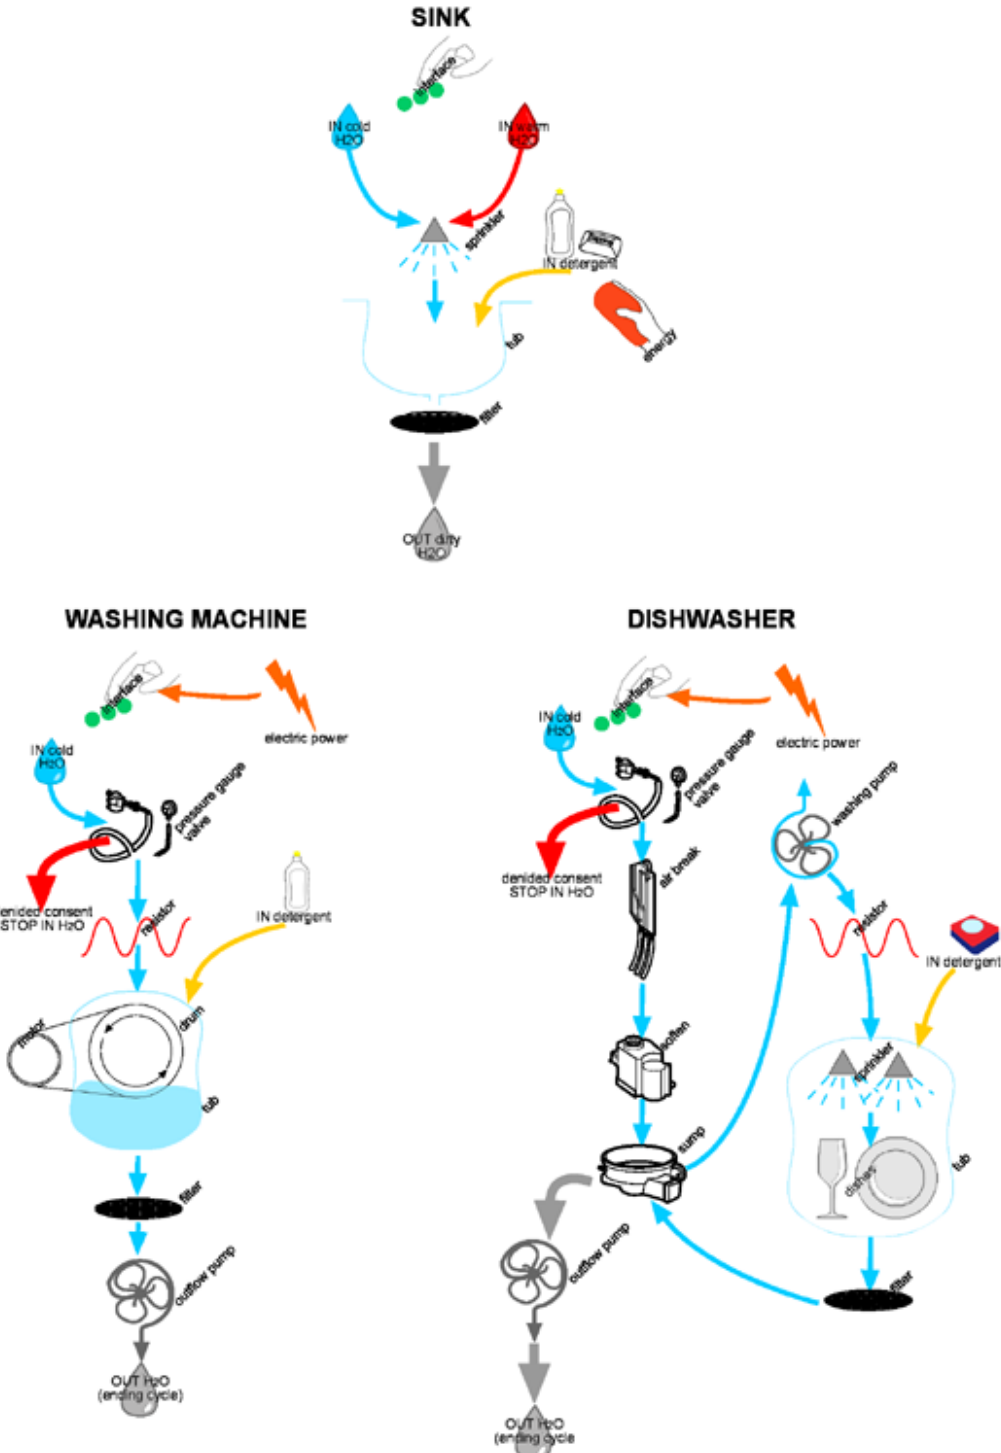 SINK
interface
IN cold
H2O
IN warm
H2O
sprinkler
IN detergent
energy
tub
filter
OUT dirty
H2O
WASHING MACHINE
interface
electric power
IN cold
H2O
pressure gauge
valve
enided consent
STOP IN H2O
resistor
IN detergent
motor
drum
tub
filter
outflow pump
OUT H2O
(ending cycle)
DISHWASHER
interface
electric power
IN cold
H2O
pressure gauge
valve
denided consent
STOP IN H2O
air break
washing pump
resistor
IN detergent
soften
sprinkler
sump
dishes
tub
filter
outflow pump
OUT H2O
(ending cycle